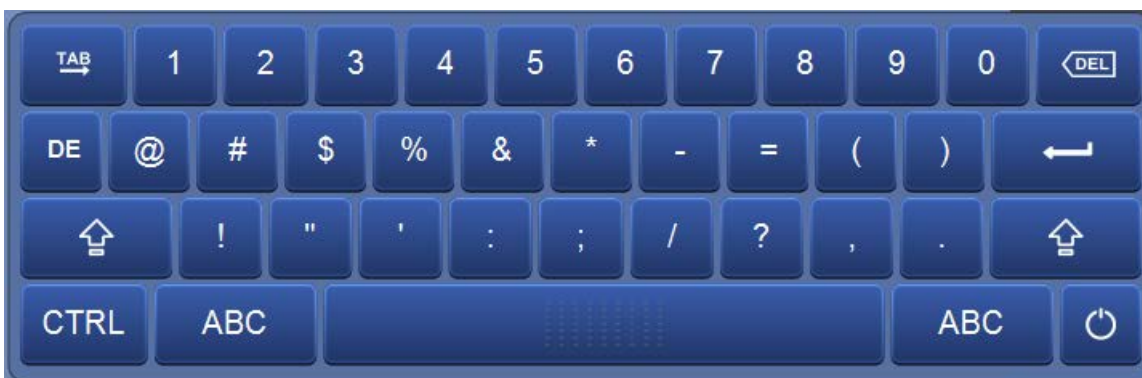 TAB 1 2 3 4 5 6 7 8 9 0 DEL
DE @ # $ % & * - = ( )
! " ' : ; / ? , .
CTRL ABC ABC